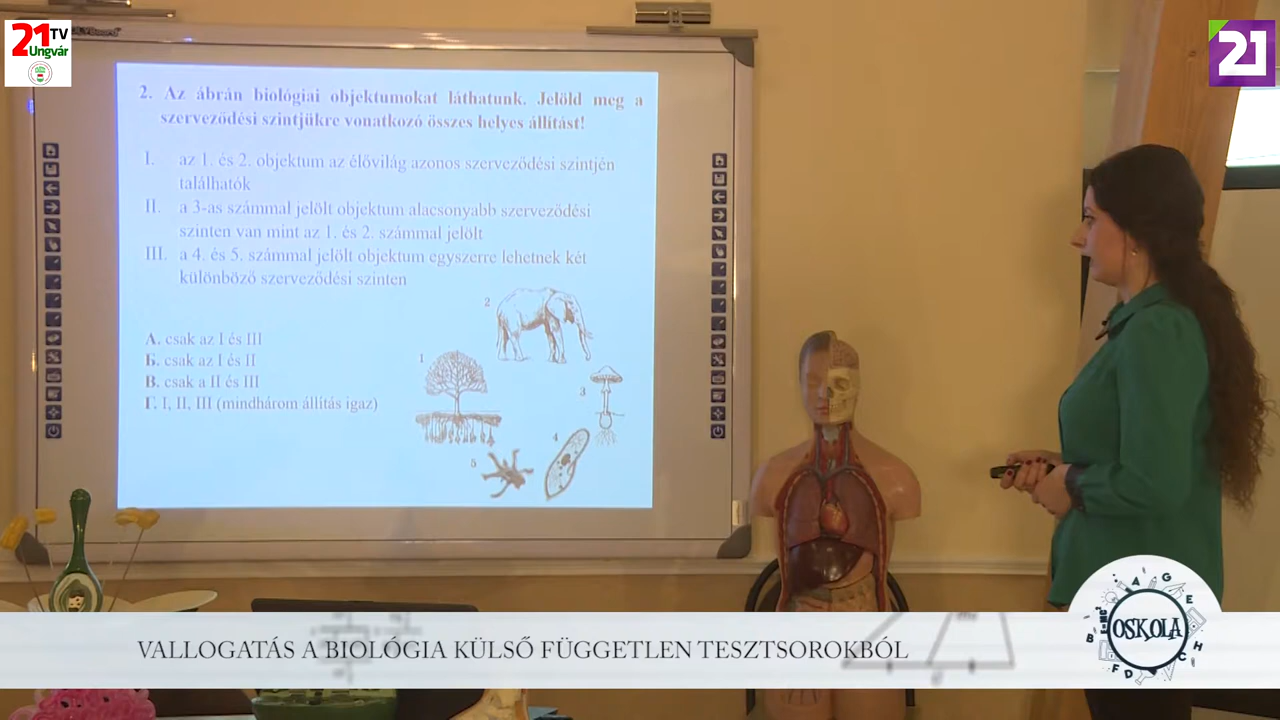 21 TV
Ungvár
21
2. Az ábrán biológiai objektumokat láthatunk. Jelöld meg a
szerveződési szintjükre vonatkozó összes helyes állítást!
I. az 1. és 2. objektum az élővilág azonos szerveződési szintjén
találhatók
II. a 3-as számmal jelölt objektum alacsonyabb szerveződési
szinten van mint az 1. és 2. számmal jelölt
III. a 4. és 5. számmal jelölt objektum egyszerre lehetnek két
különböző szerveződési szinten
А. csak az I és III
Б. csak az I és II
В. csak a II és III
Г. I, II, III (mindhárom állítás igaz)
2
1
3
4
5
VALLOGATÁS A BIOLÓGIA KÜLSŐ FÜGGETLEN TESZTSOROKBÓL
OSKOLA